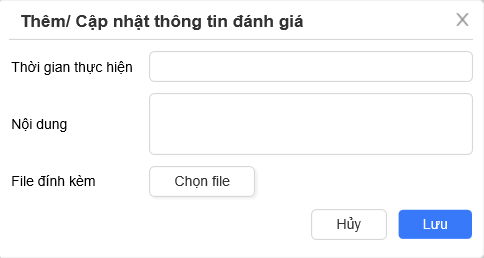 Thêm/ Cập nhật thông tin đánh giá
X
Thời gian thực hiện
Nội dung
File đính kèm
Chọn file
Hủy
Lưu